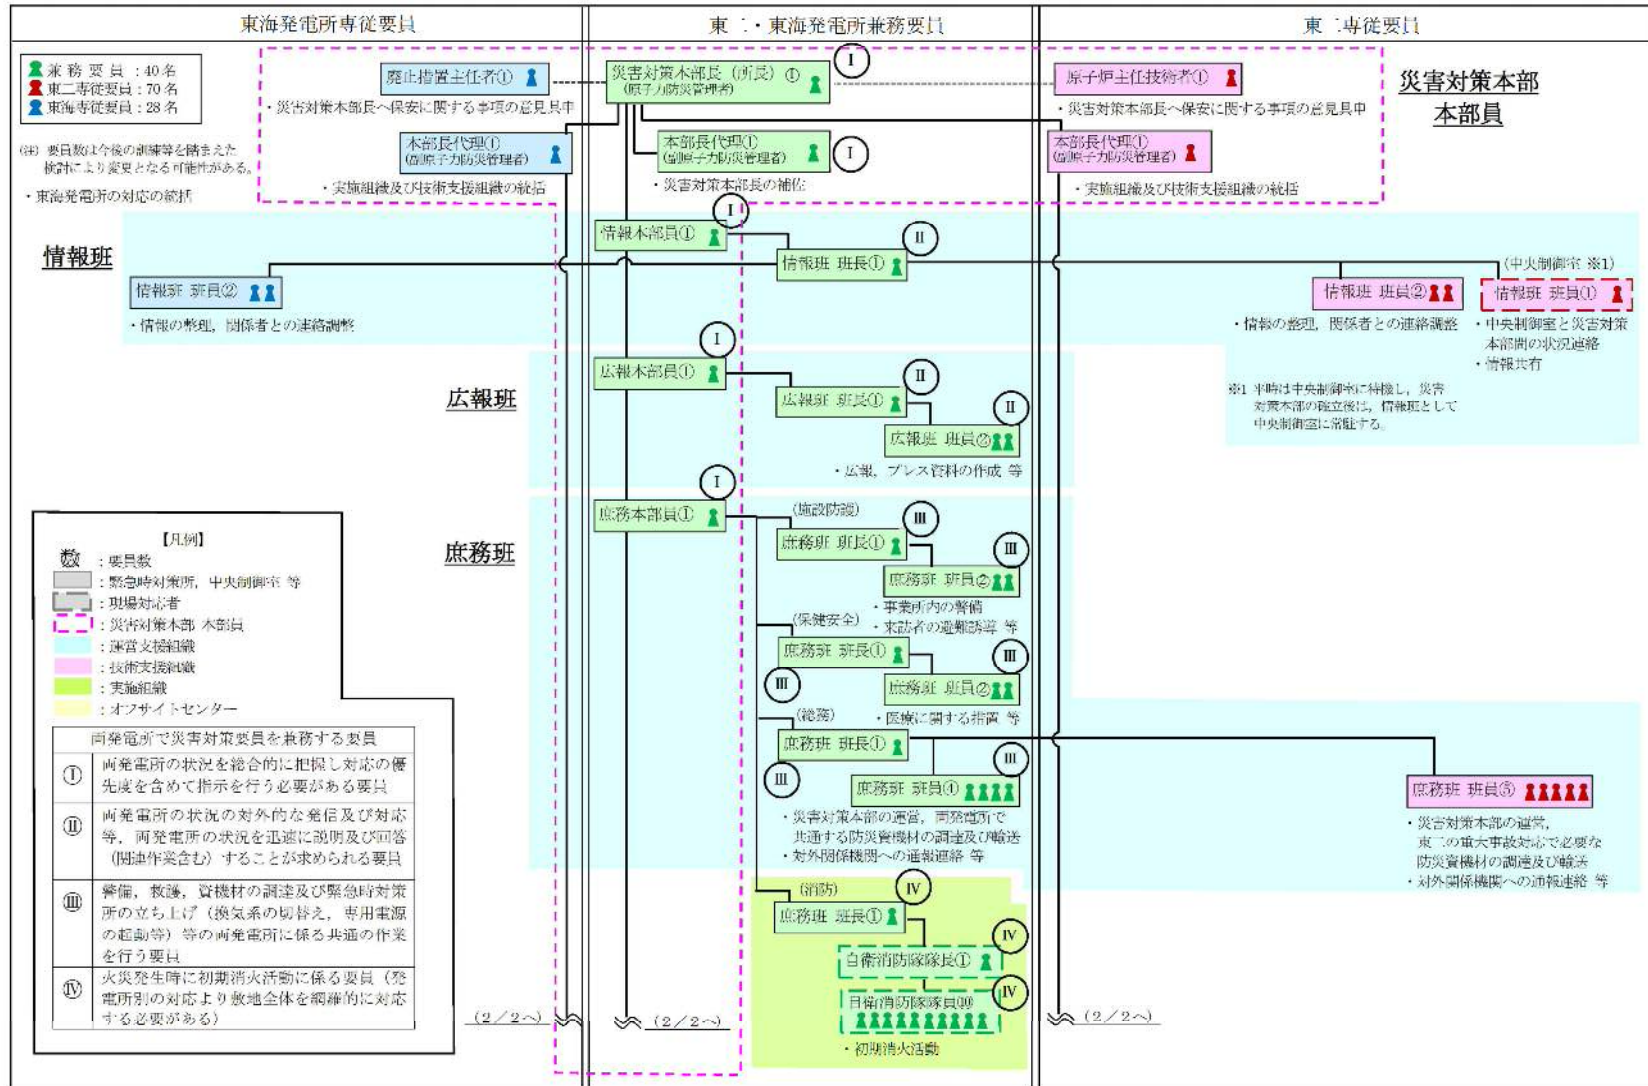 東海発電所専従要員
東二・東海発電所兼務要員
東二専従要員
兼務要員：40名
東二専従要員：70名
東海専従要員：28名
(注) 要員数は今後の訓練等を踏まえた
検討により変更となる可能性がある。
・東海発電所の対応の統括
廃止措置主任者①
・災害対策本部長へ保安に関する事項の意見具申
災害対策本部長（所長）①
(原子力防災管理者)
Ⅰ
原子炉主任技術者①
・災害対策本部長へ保安に関する事項の意見具申
災害対策本部
本部員
本部長代理①
(副原子力防災管理者)
・実施組織及び技術支援組織の統括
本部長代理①
(副原子力防災管理者)
Ⅰ
・災害対策本部長の補佐
本部長代理①
(副原子力防災管理者)
・実施組織及び技術支援組織の統括
情報班
情報本部員①
Ⅰ
情報班 班長①
Ⅱ
情報班 班員②
・情報の整理，関係者との連絡調整
情報班 班員②
・情報の整理，関係者との連絡調整
(中央制御室 ※1)
情報班 班員①
・中央制御室と災害対策
本部間の状況連絡
・情報共有
※1 平時は中央制御室に待機し，災害
対策本部の確立後は，情報班として
中央制御室に常駐する。
広報班
広報本部員①
Ⅰ
広報班 班長①
Ⅱ
広報班 班員②
Ⅱ
・広報，プレス資料の作成 等
庶務班
庶務本部員①
Ⅰ
(施設防護)
庶務班 班長①
Ⅲ
庶務班 班員②
Ⅲ
・事業所内の警備
・来訪者の避難誘導 等
(保健安全)
庶務班 班長①
Ⅲ
庶務班 班員②
Ⅲ
・医療に関する措置 等
(総務)
庶務班 班長①
Ⅲ
庶務班 班員④
Ⅲ
・災害対策本部の運営，両発電所で
共通する防災資機材の調達及び輸送
・対外関係機関への通報連絡 等
庶務班 班員⑤
・災害対策本部の運営，
東二の重大事故対応で必要な
防災資機材の調達及び輸送
・対外関係機関への通報連絡 等
(消防)
庶務班 班長①
Ⅳ
自衛消防隊隊長①
Ⅳ
自衛消防隊隊員⑩
Ⅳ
・初期消火活動
【凡例】
数：要員数
：緊急時対策所，中央制御室 等
：現場対応者
：災害対策本部 本部員
：運営支援組織
：技術支援組織
：実施組織
：オフサイトセンター
両発電所で災害対策要員を兼務する要員
Ⅰ
両発電所の状況を総合的に把握し対応の優
先度を含めて指示を行う必要がある要員
Ⅱ
両発電所の状況の対外的な発信及び対応
等，両発電所の状況を迅速に説明及び回答
（関連作業含む）することが求められる要員
Ⅲ
警備，救護，資機材の調達及び緊急時対策
所の立ち上げ（換気系の切替え，専用電源
の起動等）等の両発電所に係る共通の作業
を行う要員
Ⅳ
火災発生時に初期消火活動に係る要員（発
電所別の対応より敷地全体を網羅的に対応
する必要がある）
(2／2へ)
(2／2へ)
(2／2へ)